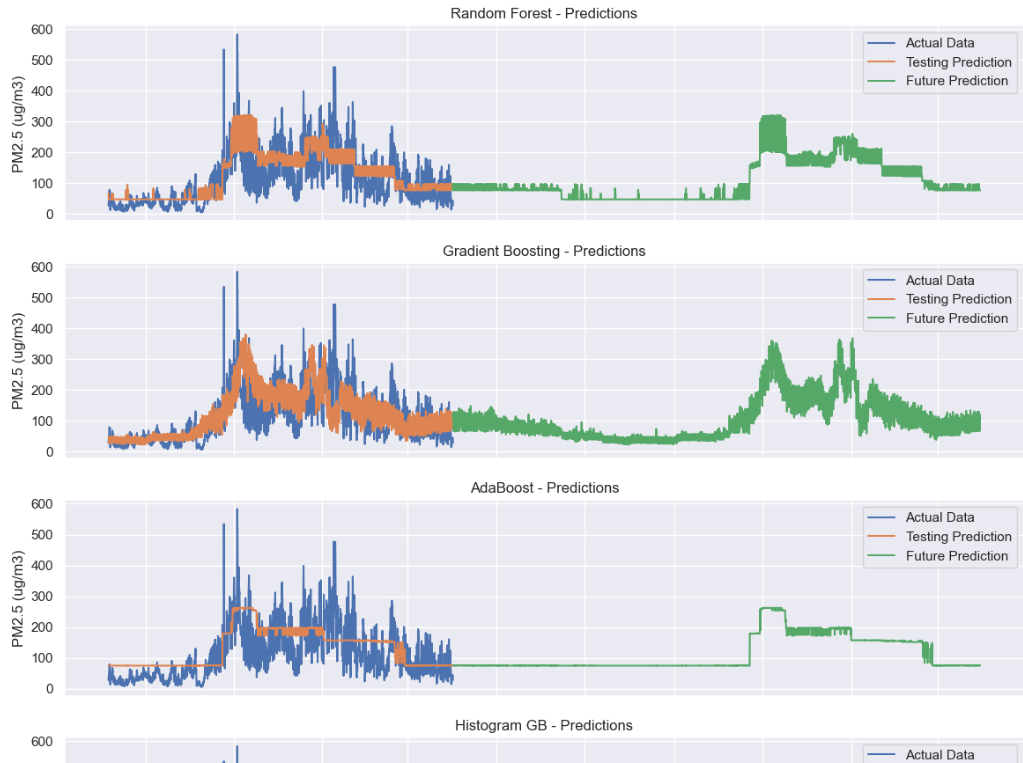 Random Forest - Predictions
600
500
400
300
200
100
0
PM2.5 (ug/m3)
Actual Data
Testing Prediction
Future Prediction
Gradient Boosting - Predictions
600
500
400
300
200
100
0
PM2.5 (ug/m3)
Actual Data
Testing Prediction
Future Prediction
AdaBoost - Predictions
600
500
400
300
200
100
0
PM2.5 (ug/m3)
Actual Data
Testing Prediction
Future Prediction
Histogram GB - Predictions
600
Actual Data